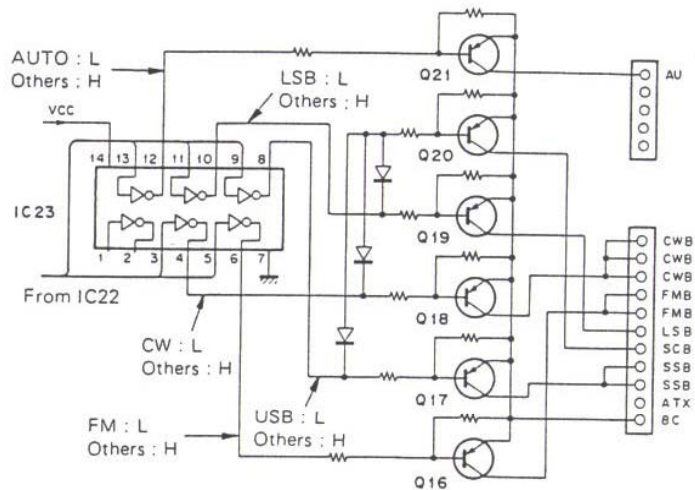 AUTO : L
Others : H
LSB : L
Others : H
VCC
14 13 12 11 10 9 8
IC23
1 2 3 4 5 6 7
From IC22
CW : L
Others : H
FM : L
Others : H
USB : L
Others : H
Q21
Q20
Q19
Q18
Q17
Q16
AU
CWB
CWB
CWB
FMB
FMB
LSB
SCB
SSB
SSB
ATX
8C